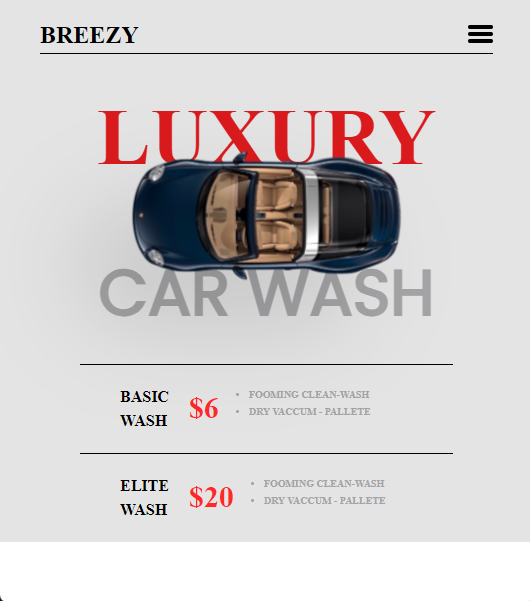 BREEZY
LUXURY
CAR WASH
BASIC
WASH
$6
• FOOMING CLEAN-WASH
• DRY VACCUM - PALLETE
ELITE
WASH
$20
• FOOMING CLEAN-WASH
• DRY VACCUM - PALLETE